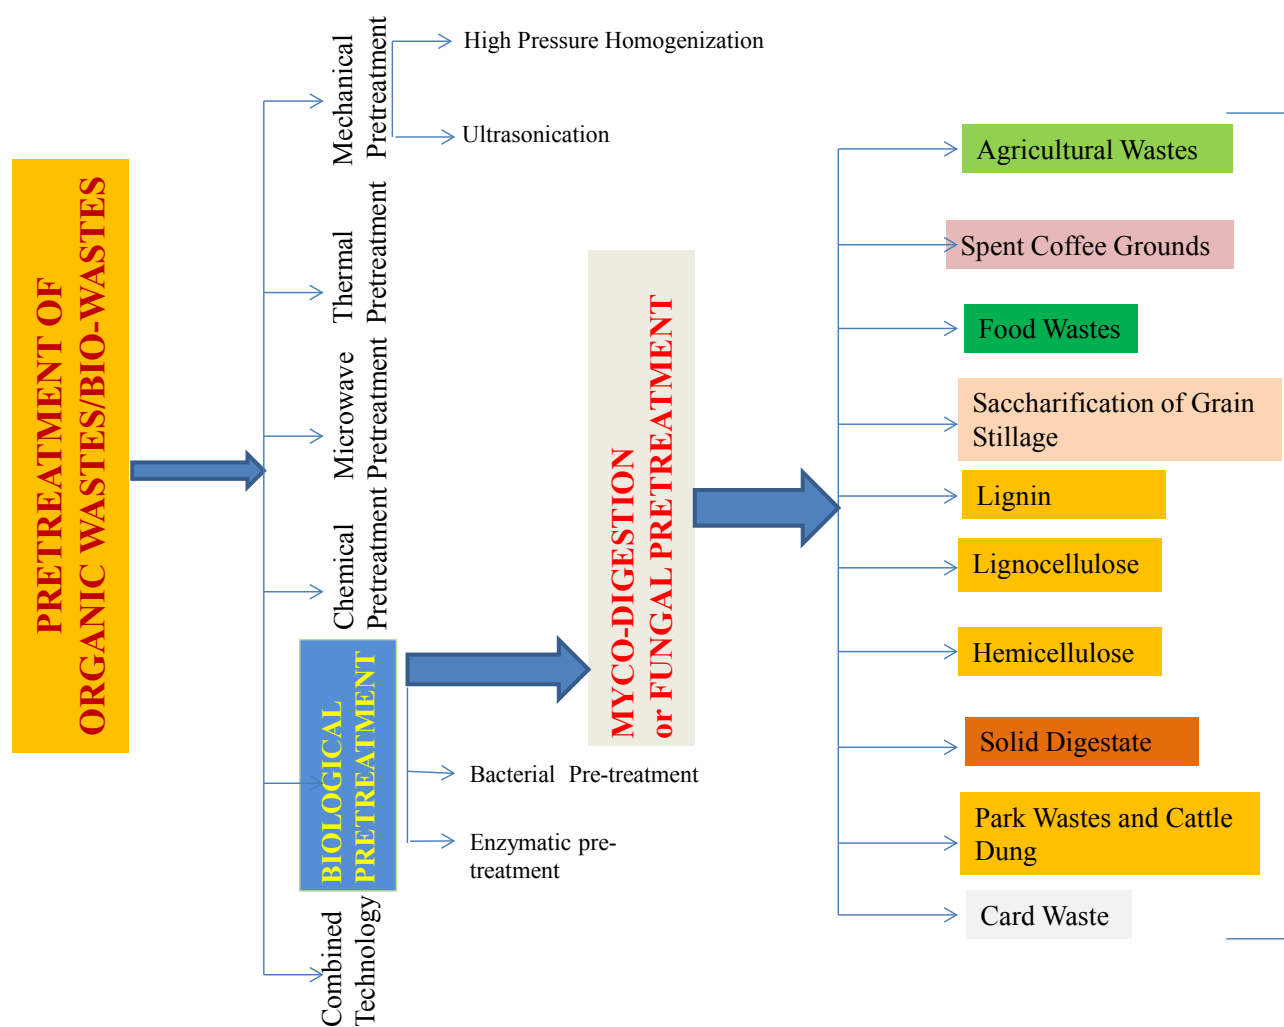 PRETREATMENT OF
ORGANIC WASTES/BIO-WASTES
Mechanical
Pretreatment
High Pressure Homogenization
Ultrasonication
Thermal
Pretreatment
Microwave
Pretreatment
Chemical
Pretreatment
BIOLOGICAL
PRETREATMENT
Bacterial Pre-treatment
Enzymatic pre-
treatment
Combined
Technology
MYCO-DIGESTION
or FUNGAL PRETREATMENT
Agricultural Wastes
Spent Coffee Grounds
Food Wastes
Saccharification of Grain
Stillage
Lignin
Lignocellulose
Hemicellulose
Solid Digestate
Park Wastes and Cattle
Dung
Card Waste